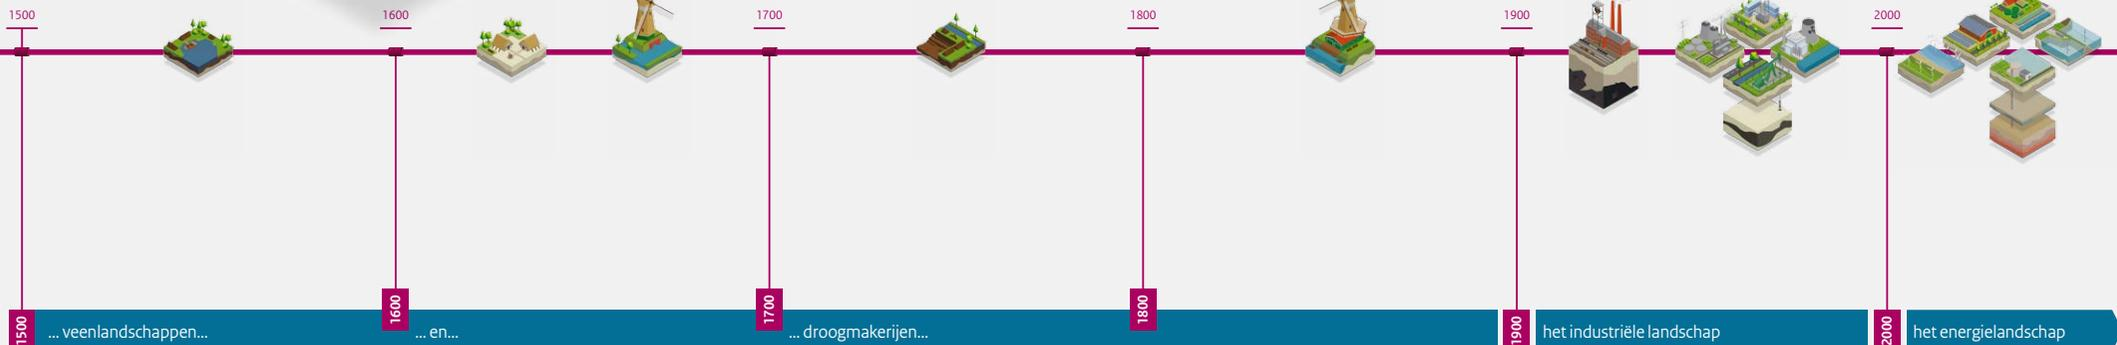 1500
1600
1700
1800
1900
2000
1500
1600
1700
1800
1900
2000
... veenlandschappen...
... en...
... droogmakerijen...
het industriële landschap
het energielandschap